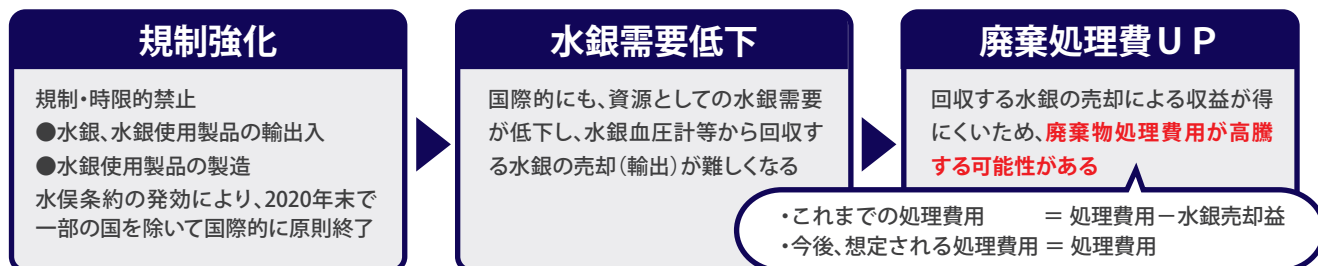 規制強化
規制・時限的禁止
●水銀、水銀使用製品の輸出入
●水銀使用製品の製造
水俣条約の発効により、2020年末で
一部の国を除いて国際的に原則終了
水銀需要低下
国際的にも、資源としての水銀需要
が低下し、水銀血圧計等から回収す
る水銀の売却（輸出）が難しくなる
廃棄処理費ＵＰ
回収する水銀の売却による収益が得
にくいため、廃棄物処理費用が高騰
する可能性がある
・これまでの処理費用　　　＝ 処理費用－水銀売却益
・今後、想定される処理費用 ＝ 処理費用